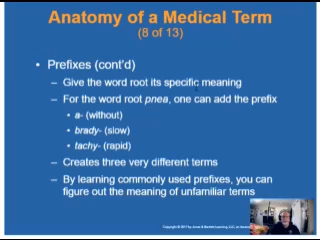 Anatomy of a Medical Term
(8 of 13)
• Prefixes (cont'd)
– Give the word root its specific meaning
– For the word root pnea, one can add the prefix
• a- (without)
• brady- (slow)
• tachy- (rapid)
– Creates three very different terms
– By learning commonly used prefixes, you can
figure out the meaning of unfamiliar terms
Copyright © 2017 by Jones & Bartlett Learning, LLC, an Ascend